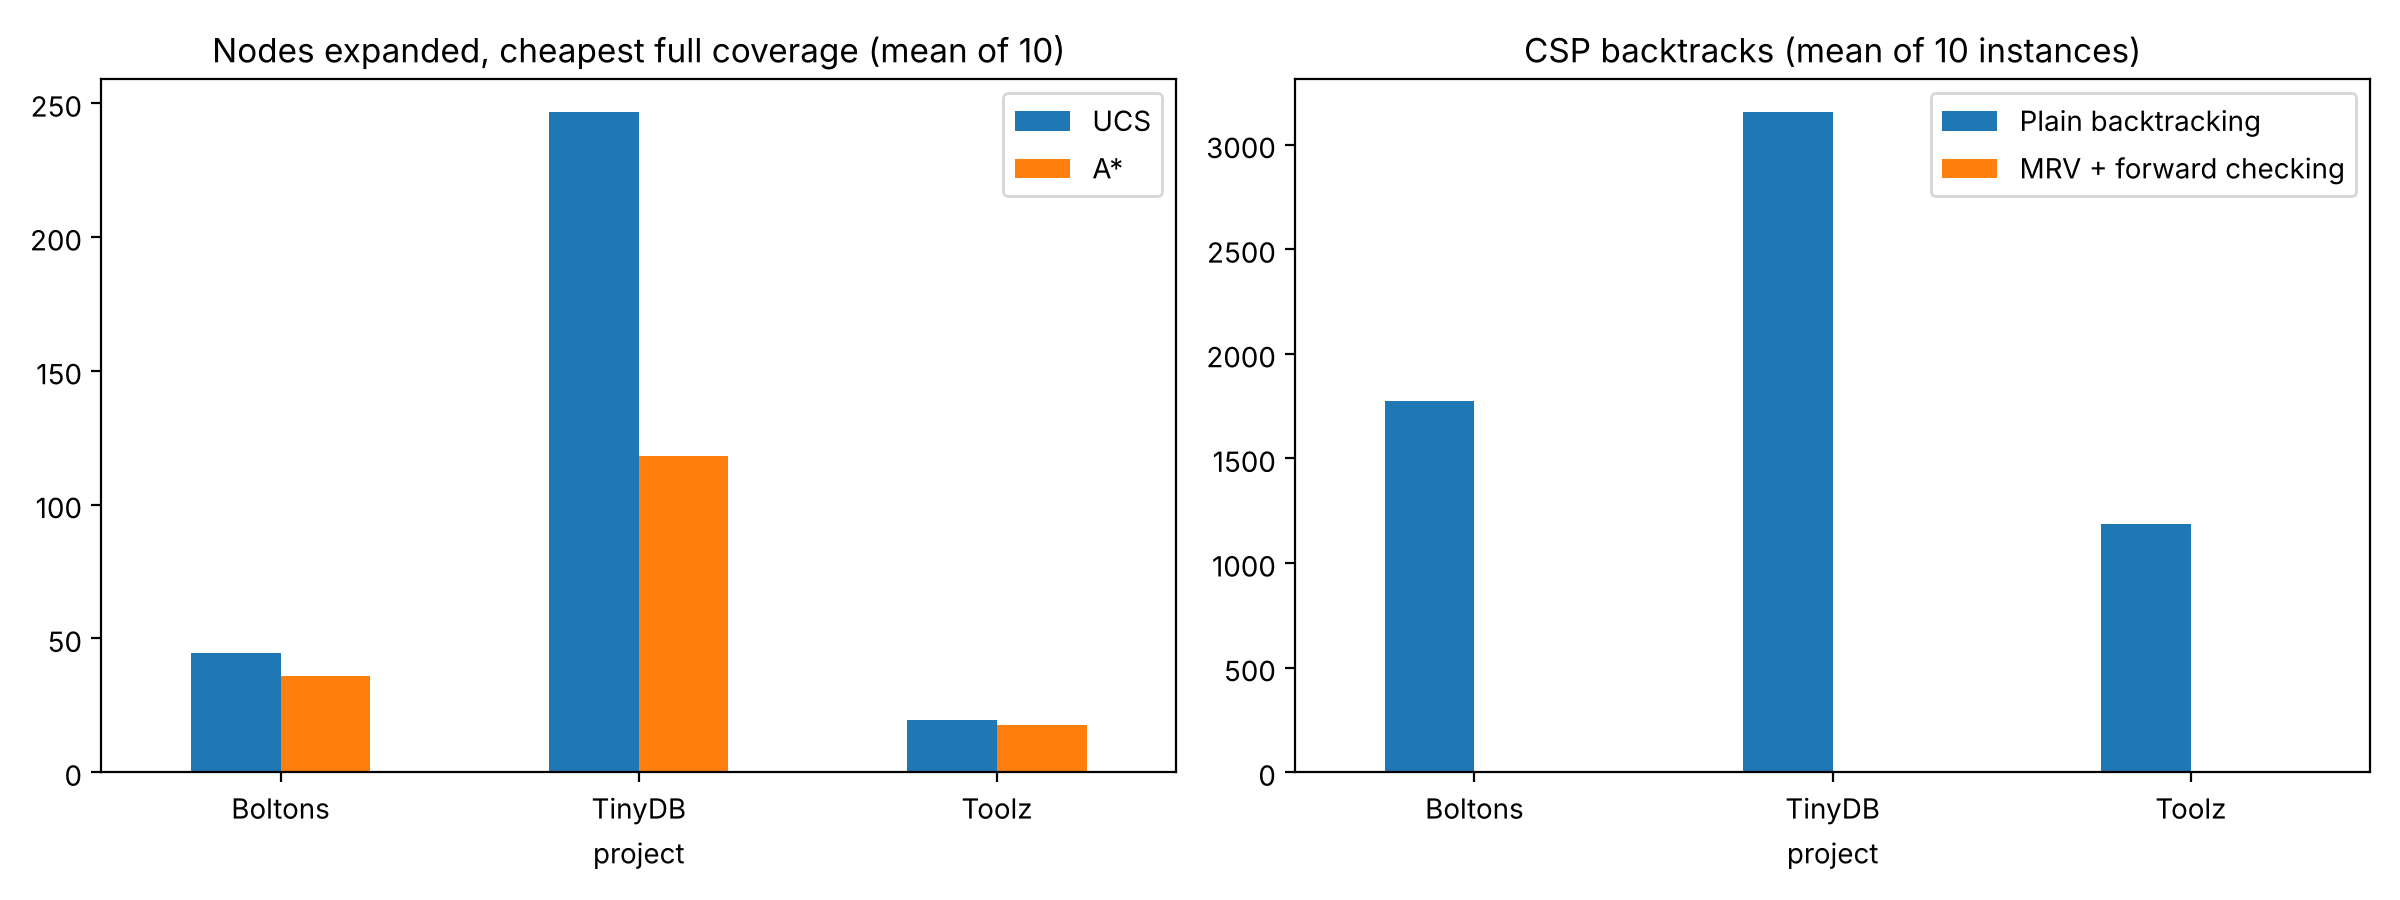 Nodes expanded, cheapest full coverage (mean of 10)
250
200
150
100
50
0
UCS
A*
Boltons
TinyDB
Toolz
project
CSP backtracks (mean of 10 instances)
3000
2500
2000
1500
1000
500
0
Plain backtracking
MRV + forward checking
Boltons
TinyDB
Toolz
project